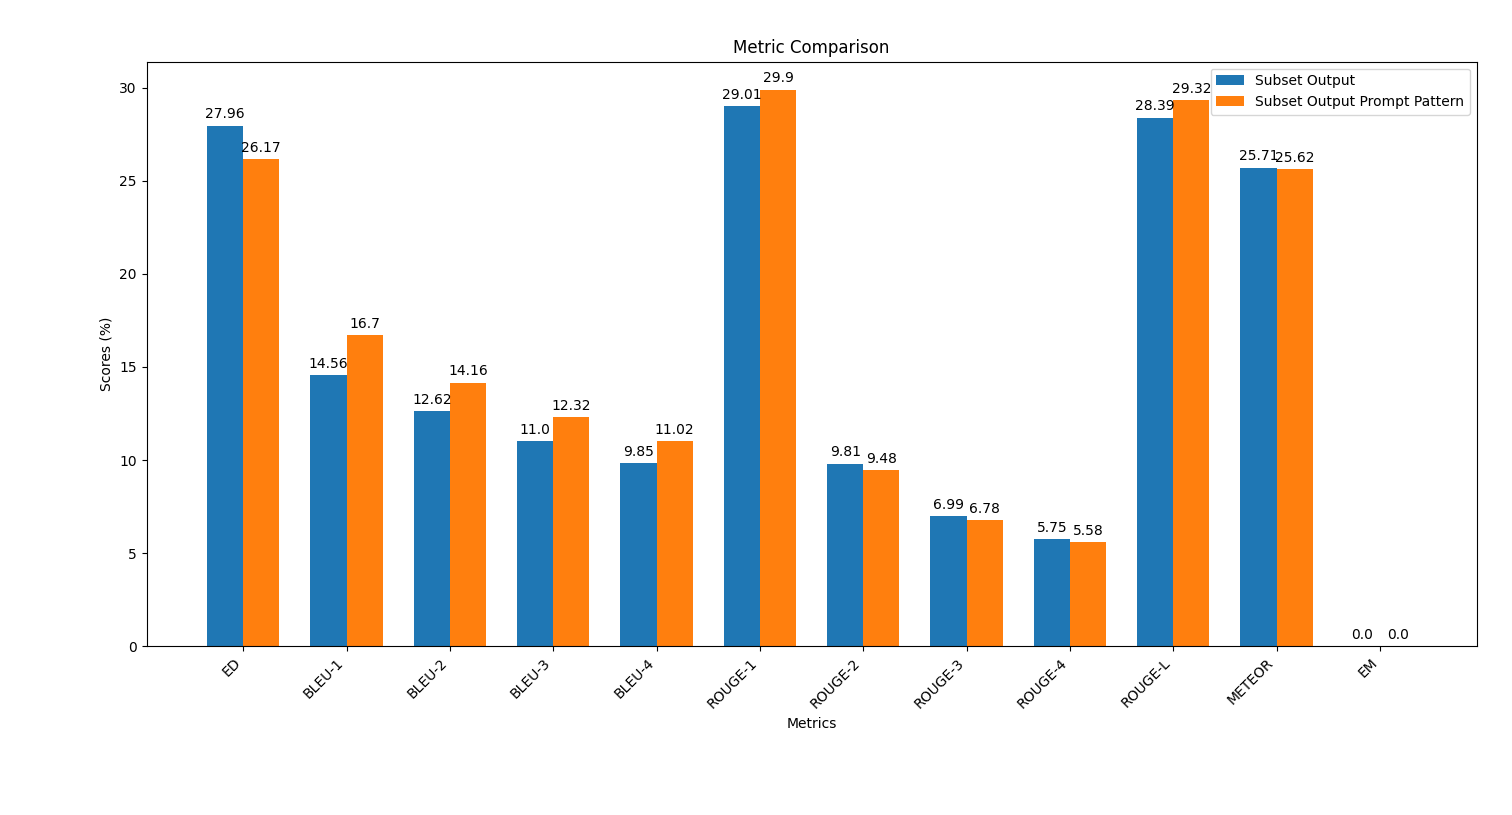 Metric Comparison
Subset Output
Subset Output Prompt Pattern
Scores (%)
30
25
20
15
10
5
0
27.96
26.17
14.56
16.7
12.62
14.16
11.0
12.32
9.85
11.02
29.01
29.9
9.81
9.48
6.99
6.78
5.75
5.58
28.39
29.32
25.71
25.62
0.0
0.0
ED
BLEU-1
BLEU-2
BLEU-3
BLEU-4
ROUGE-1
ROUGE-2
ROUGE-3
ROUGE-4
ROUGE-L
METEOR
EM
Metrics